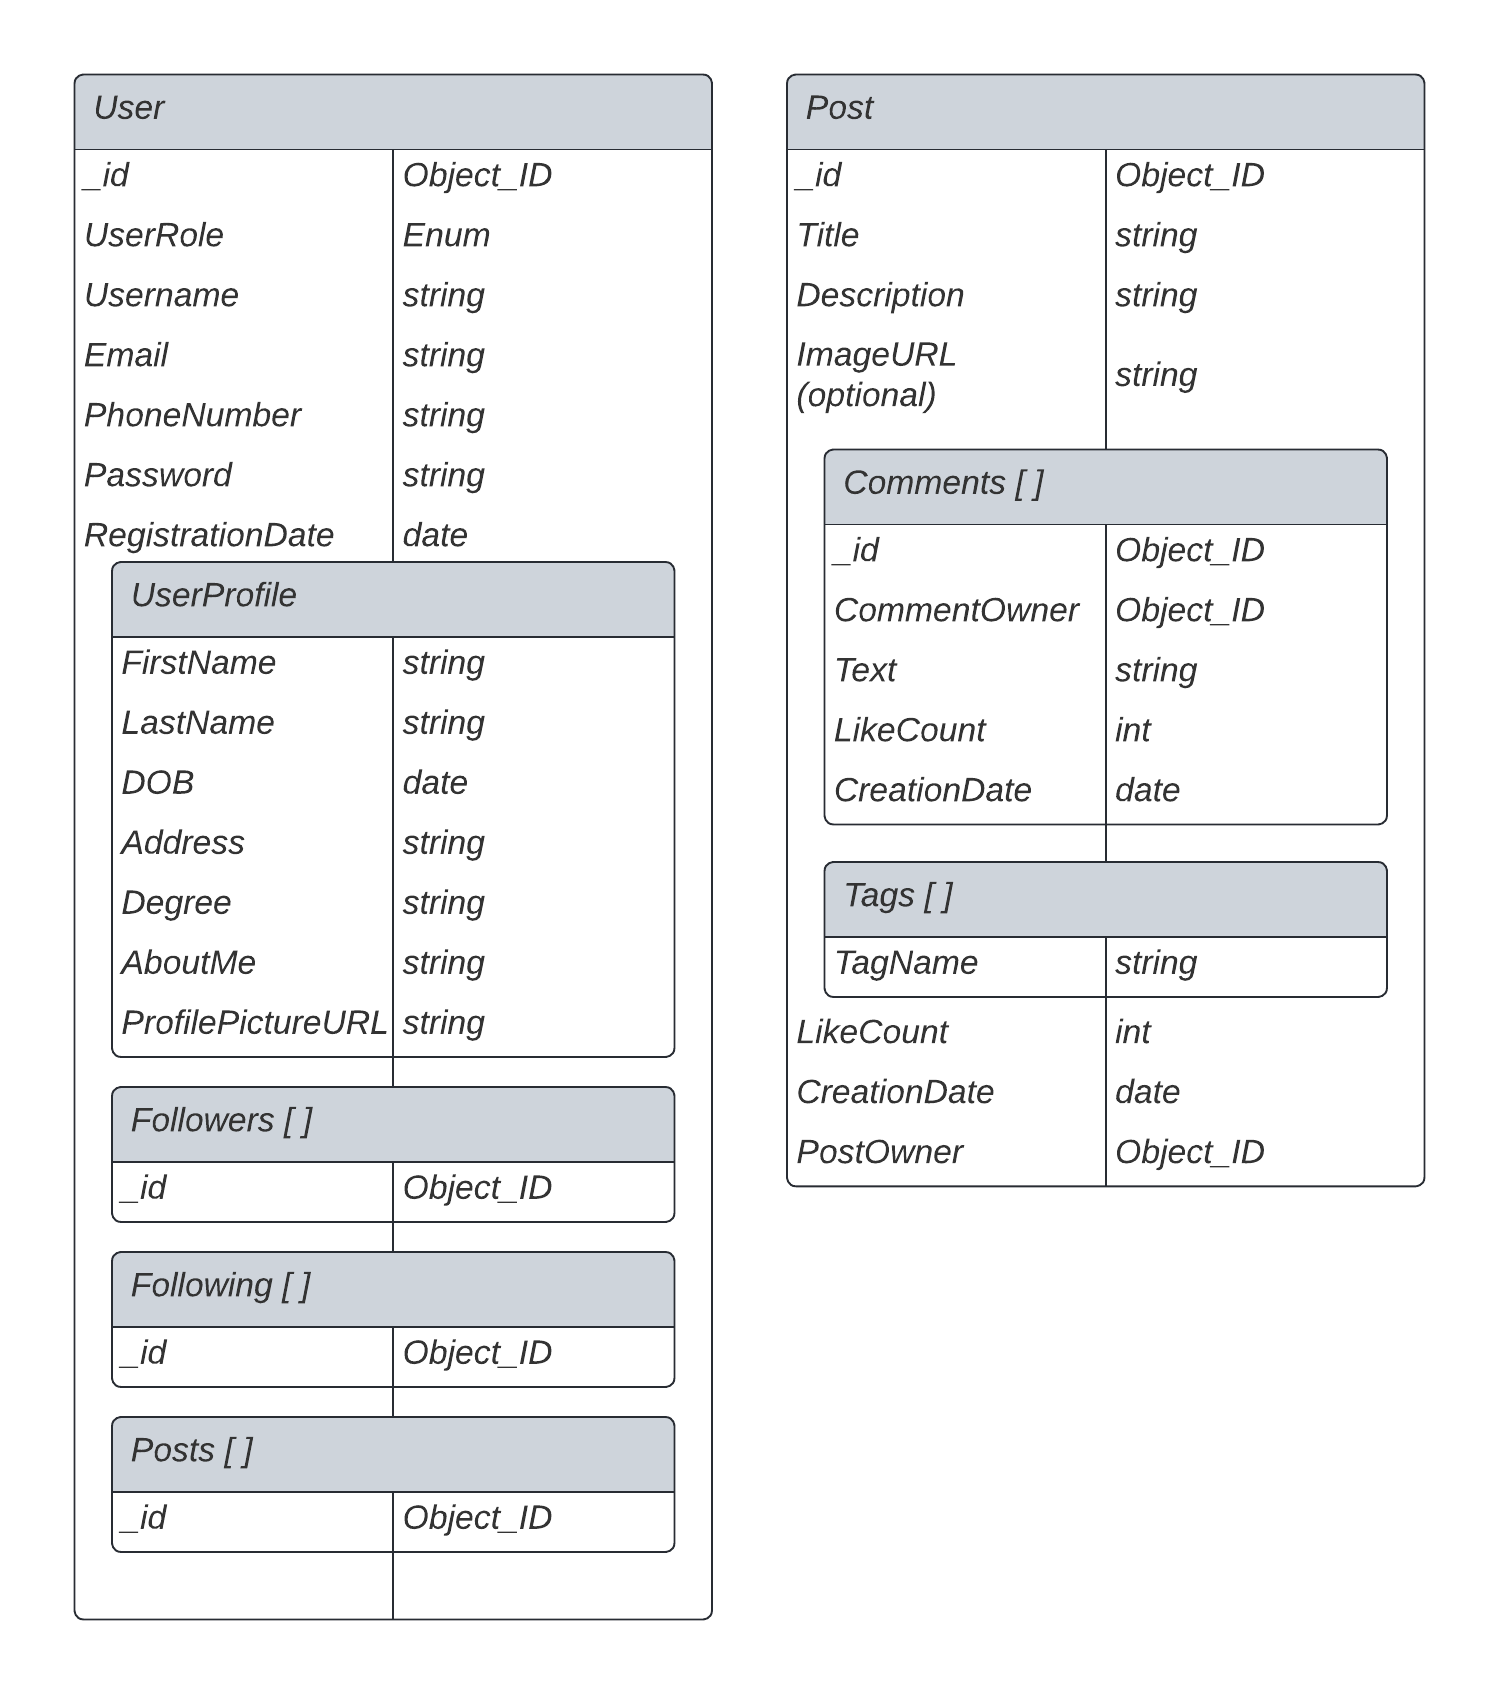 User
_id Object_ID
UserRole Enum
Username string
Email string
PhoneNumber string
Password string
RegistrationDate date
UserProfile
FirstName string
LastName string
DOB date
Address string
Degree string
AboutMe string
ProfilePictureURL string
Followers [ ]
_id Object_ID
Following [ ]
_id Object_ID
Posts [ ]
_id Object_ID
Post
_id Object_ID
Title string
Description string
ImageURL
(optional) string
Comments [ ]
_id Object_ID
CommentOwner Object_ID
Text string
LikeCount int
CreationDate date
Tags [ ]
TagName string
LikeCount int
CreationDate date
PostOwner Object_ID